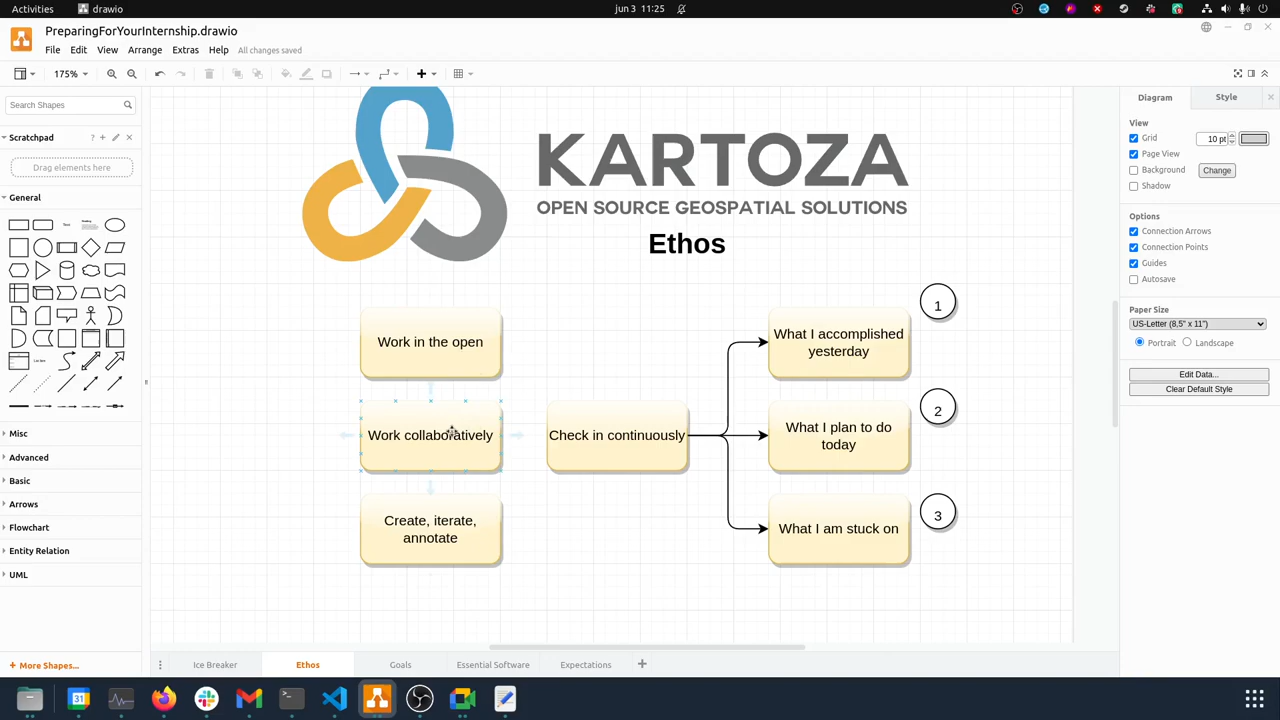 Activities
drawio
jun 3 11:25
PreparingForYourInternship.drawio
File Edit View Arrange Extras Help All changes saved
175%
Search Shapes
Scratchpad
?
Drag elements here
General
Text
Heading
List Item
Misc
Advanced
Basic
Arrows
Flowchart
Entity Relation
UML
+ More Shapes...
KARTOZA
OPEN SOURCE GEOSPATIAL SOLUTIONS
Ethos
Work in the open
Work collaboratively
Create, iterate,
annotate
Check in continuously
What I accomplished
yesterday
1
What I plan to do
today
2
What I am stuck on
3
Ice Breaker
Ethos
Goals
Essential Software
Expectations
Diagram
Style
View
Grid
10 pt
Page View
Background
Change
Shadow
Options
Connection Arrows
Connection Points
Guides
Autosave
Paper Size
US-Letter (8,5" x 11")
Portrait
Landscape
Edit Data...
Clear Default Style
31